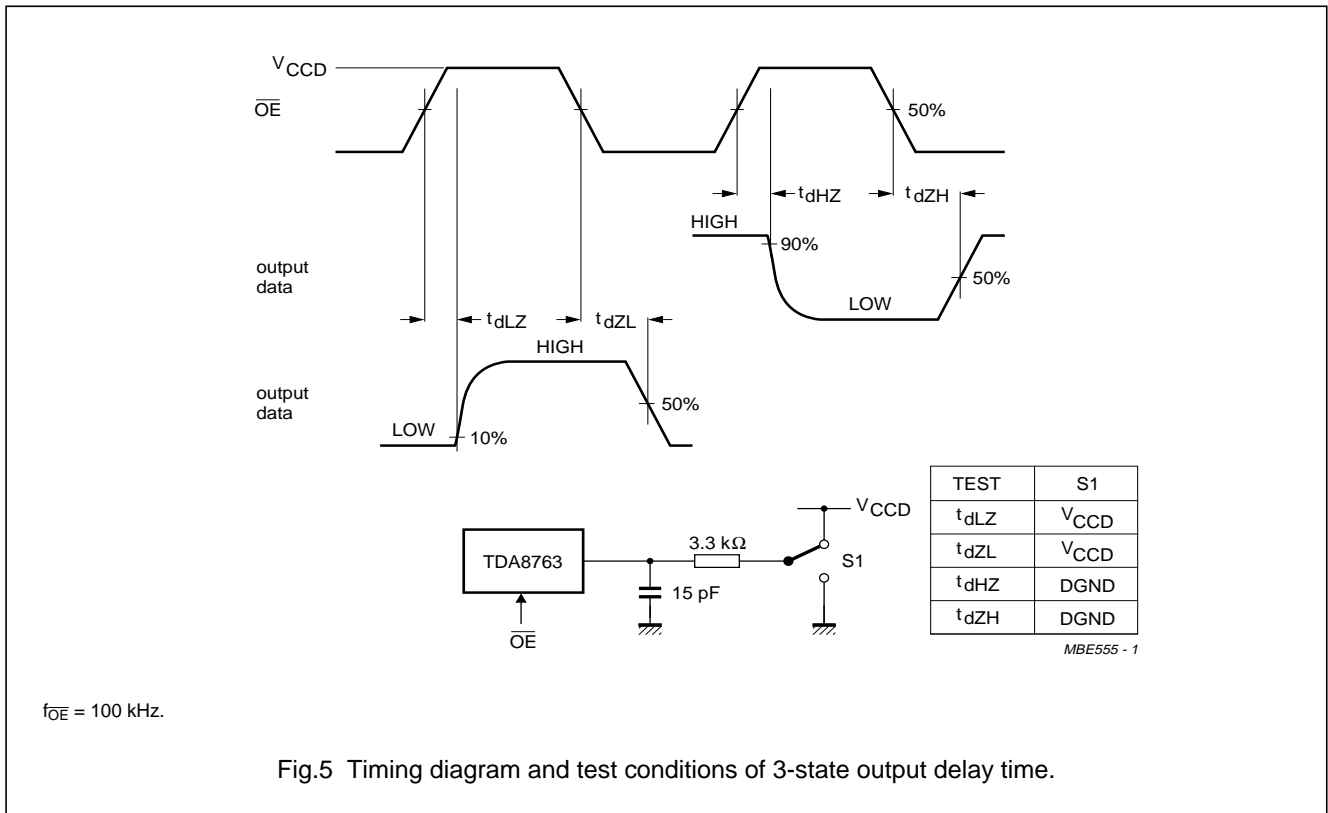 VCCD
OE
50%
tdHZ
tdZH
HIGH
90%
output
data
50%
LOW
tdLZ
tdZL
HIGH
output
data
50%
LOW
10%
TEST S1
tdLZ VCCD
tdZL VCCD
tdHZ DGND
tdZH DGND
MBE555 - 1
VCCD
3.3 kΩ
S1
TDA8763
15 pF
OE
fOE = 100 kHz.
Fig.5 Timing diagram and test conditions of 3-state output delay time.